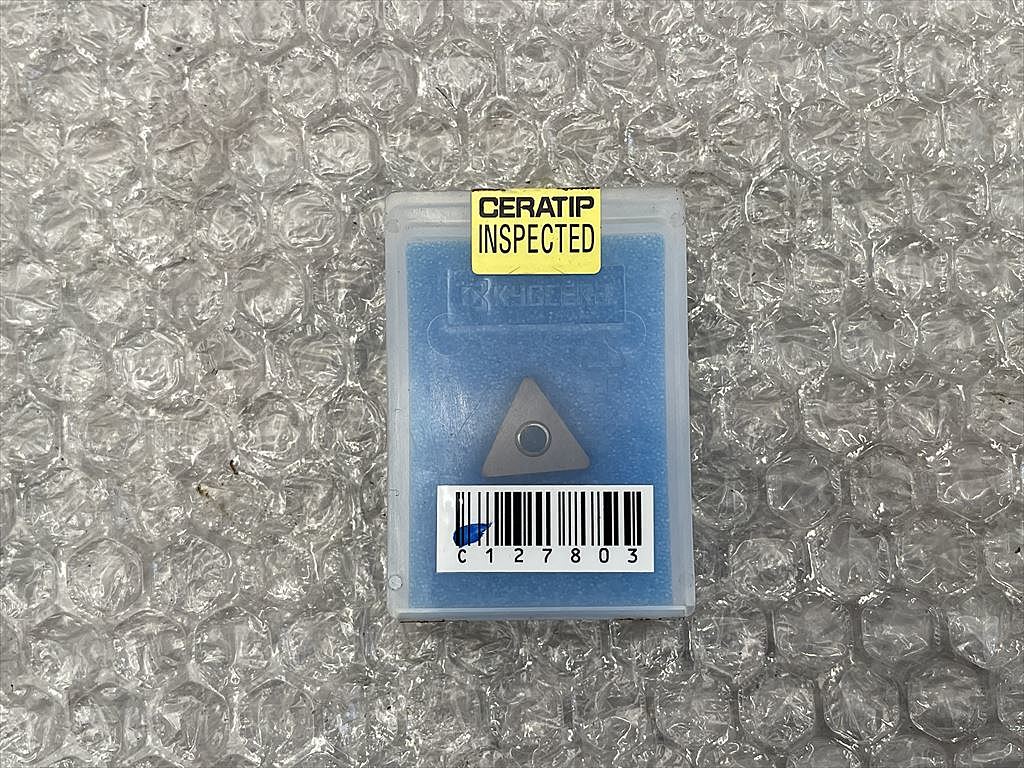 CERATIP
INSPECTED
KYOCERA
C127803